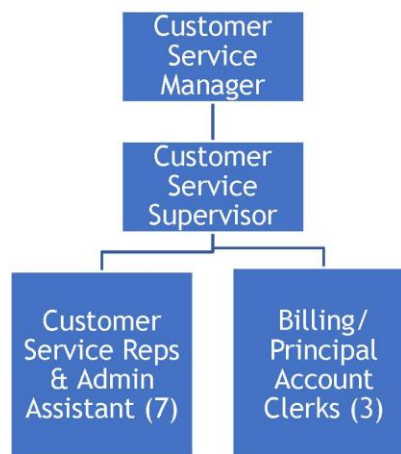 Customer
Service
Manager
Customer
Service
Supervisor
Customer
Service Reps
& Admin
Assistant (7)
Billing/
Principal
Account
Clerks (3)